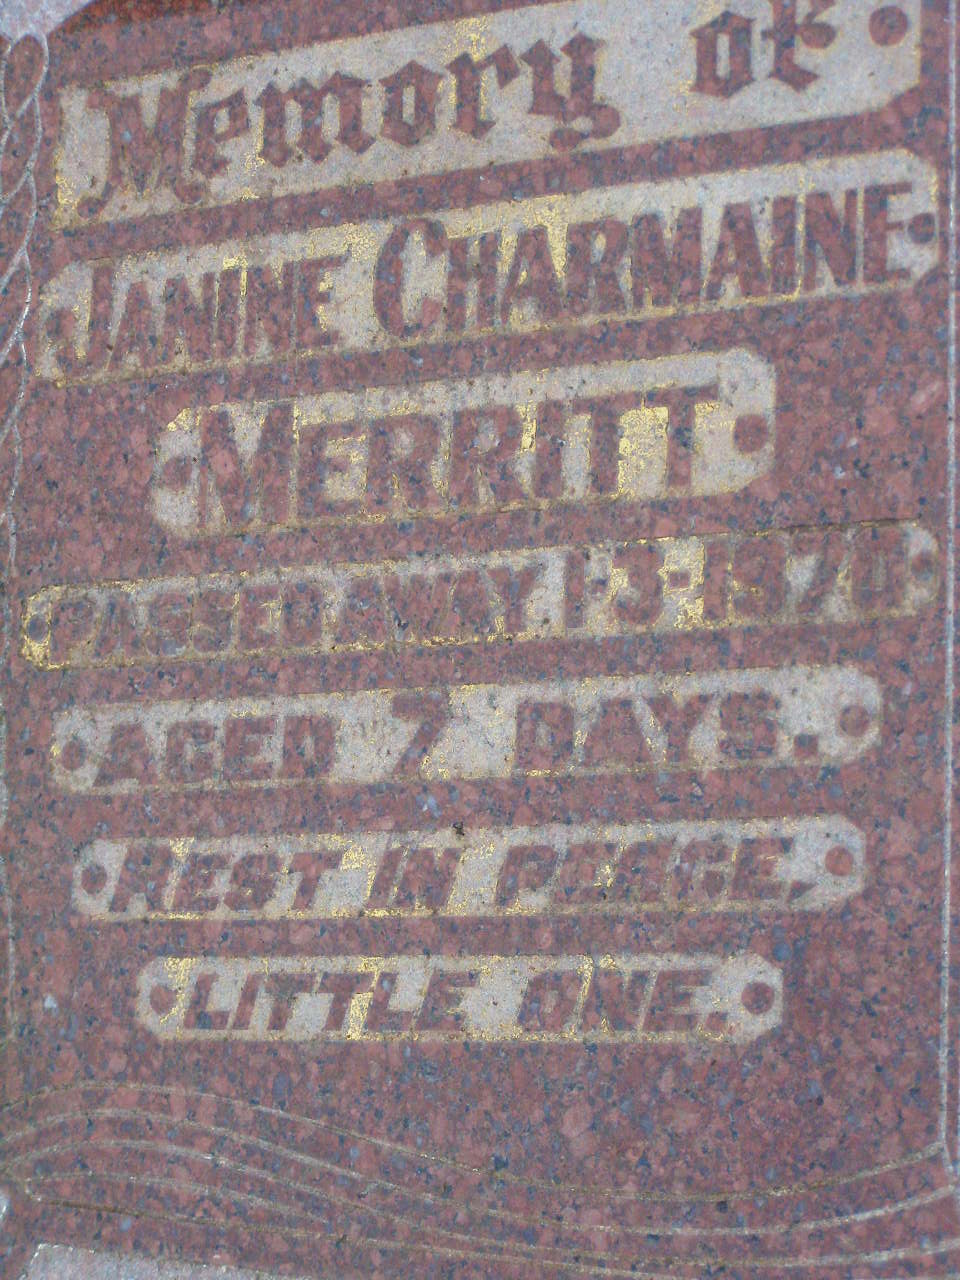 Memory of
JANINE CHARMAINE
MERRITT
PASSED AWAY 1-3-1970
AGED 7 DAYS.
REST IN PEACE,
LITTLE ONE.